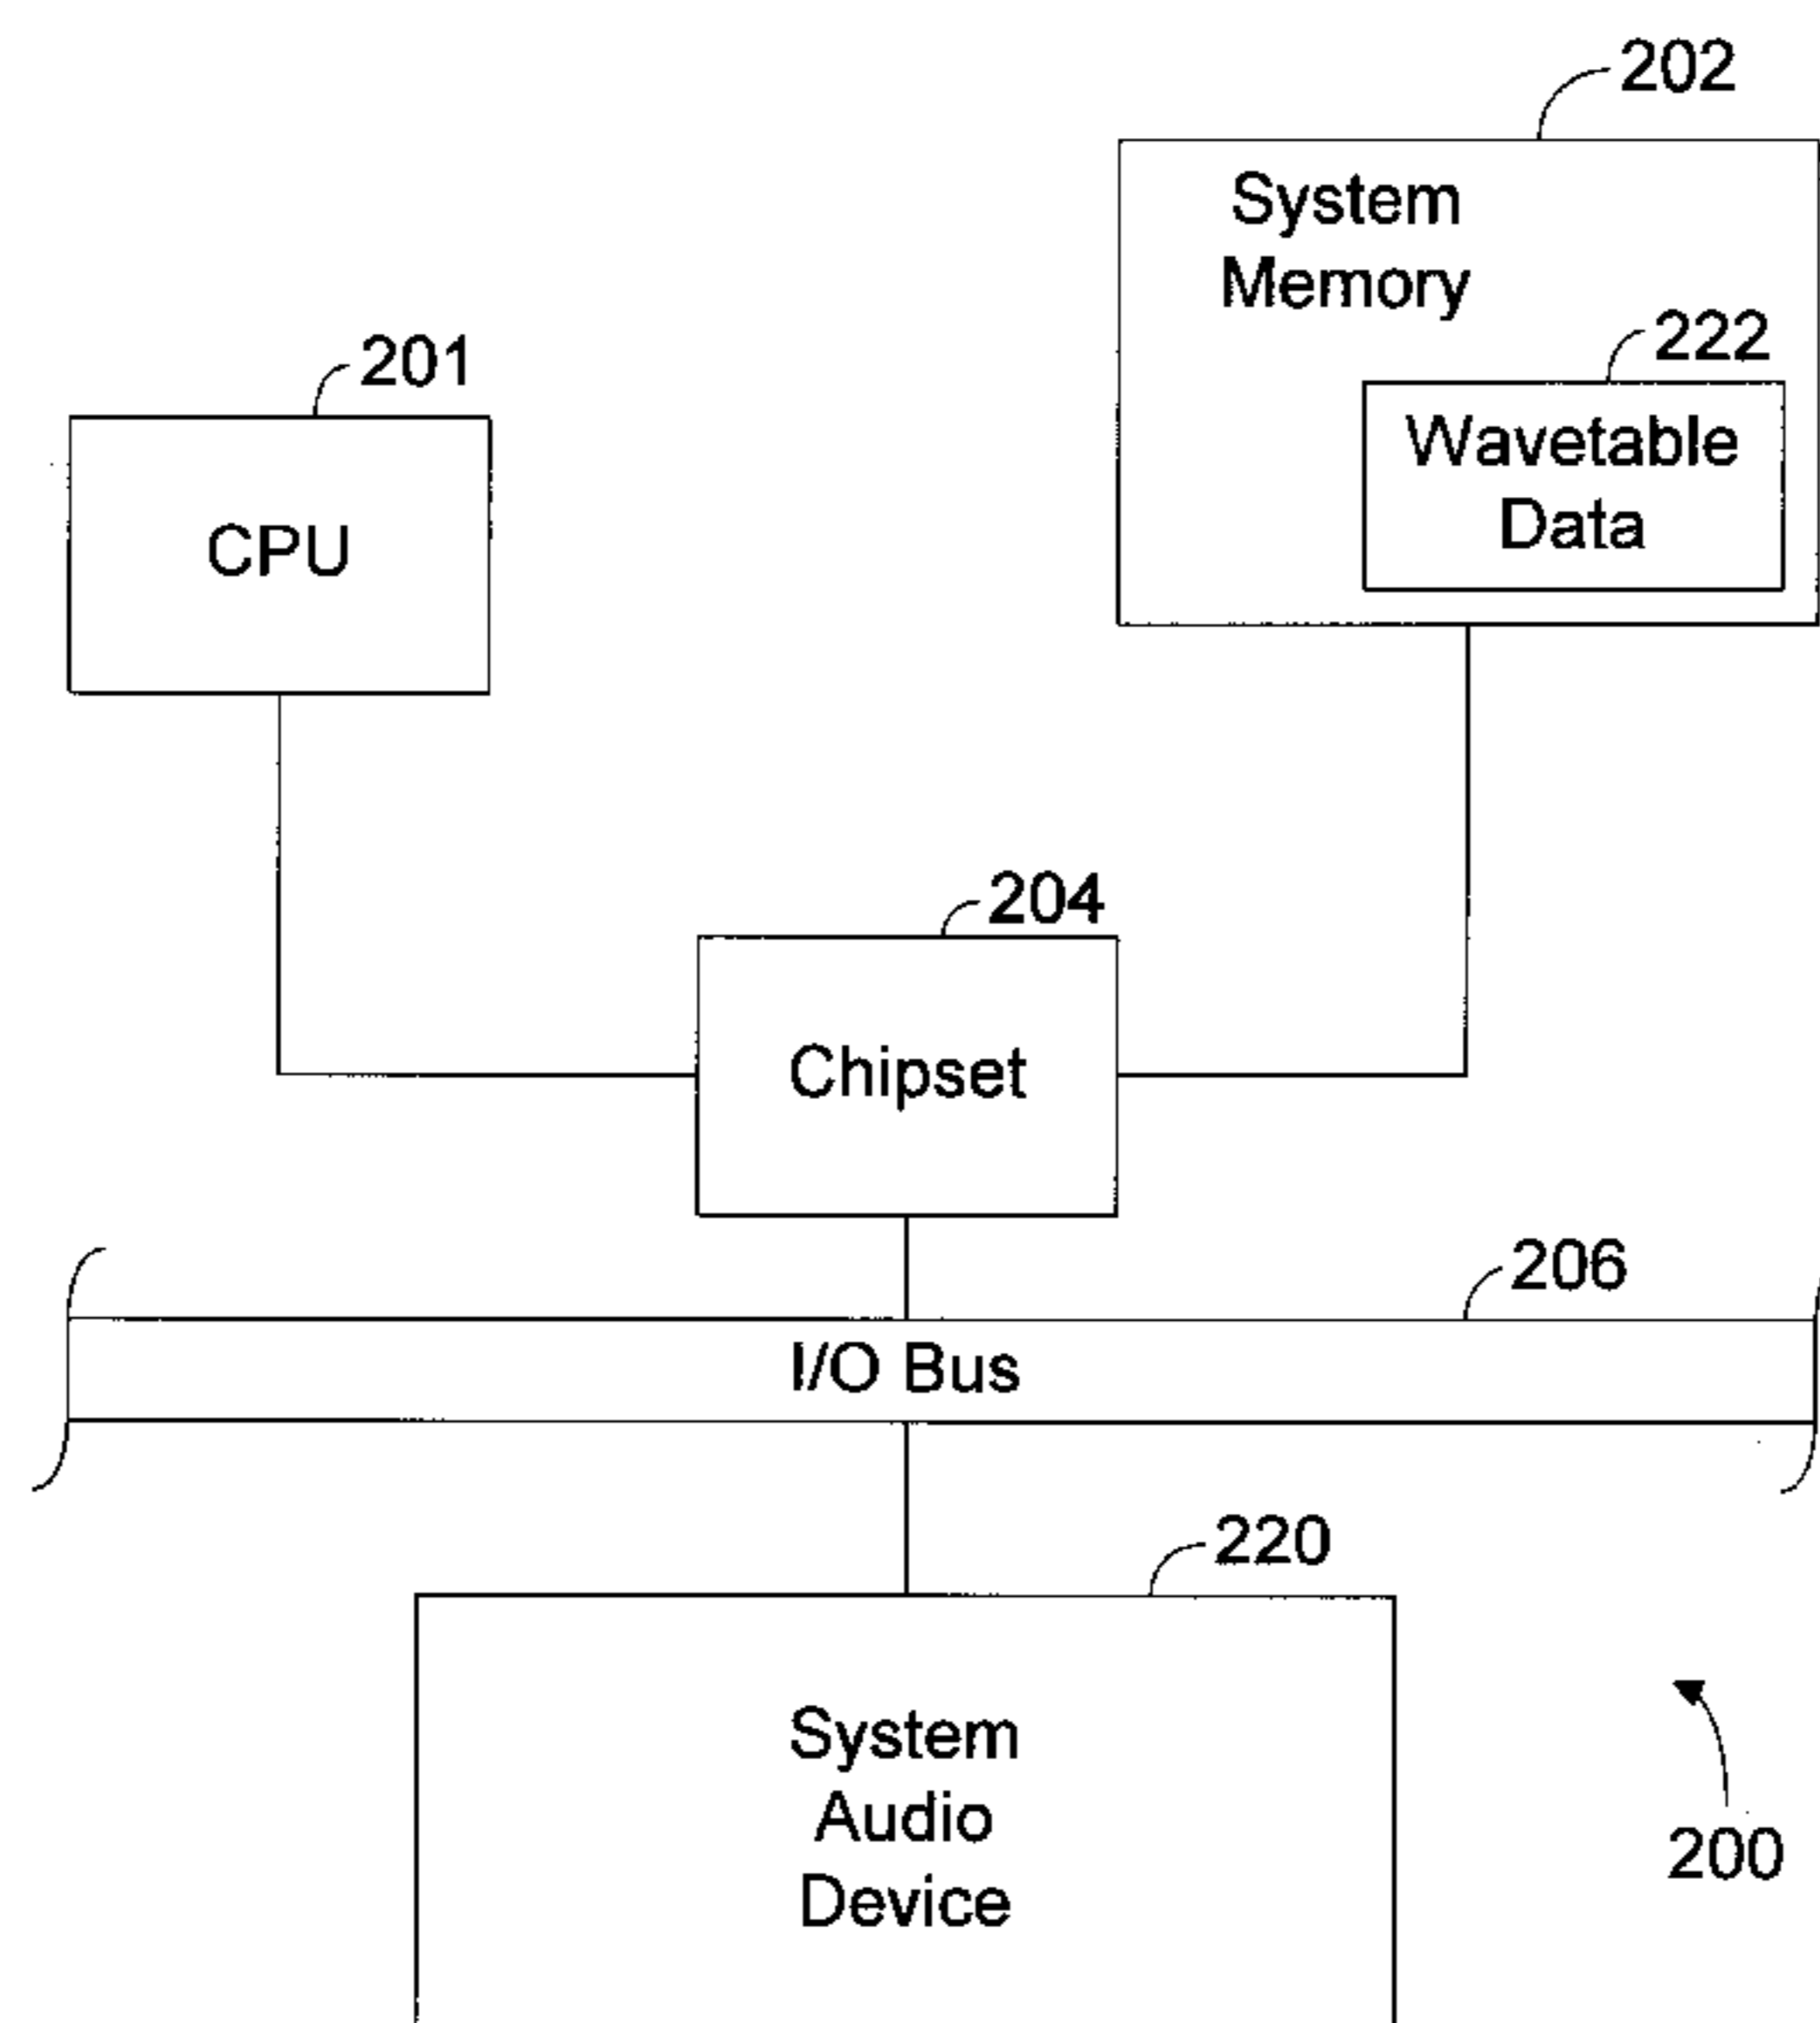 202
System
Memory
222
Wavetable
Data
201
CPU
204
Chipset
206
I/O Bus
220
System
Audio
Device
200